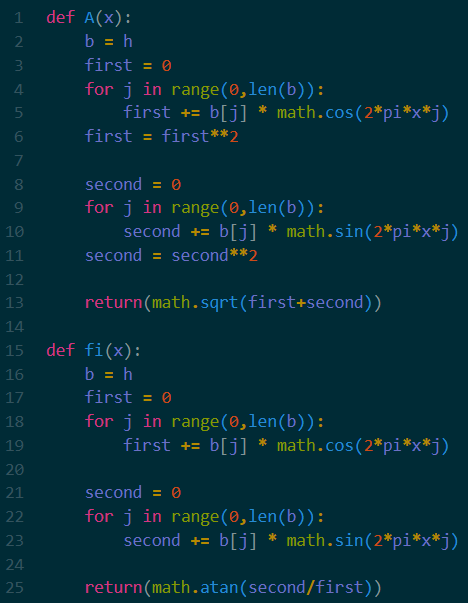 1 def A(x):
2     b = h
3     first = 0
4     for j in range(0,len(b)):
5         first += b[j] * math.cos(2*pi*x*j)
6     first = first**2
7
8     second = 0
9     for j in range(0,len(b)):
10         second += b[j] * math.sin(2*pi*x*j)
11     second = second**2
12
13     return(math.sqrt(first+second))
14
15 def fi(x):
16     b = h
17     first = 0
18     for j in range(0,len(b)):
19         first += b[j] * math.cos(2*pi*x*j)
20
21     second = 0
22     for j in range(0,len(b)):
23         second += b[j] * math.sin(2*pi*x*j)
24
25     return(math.atan(second/first))